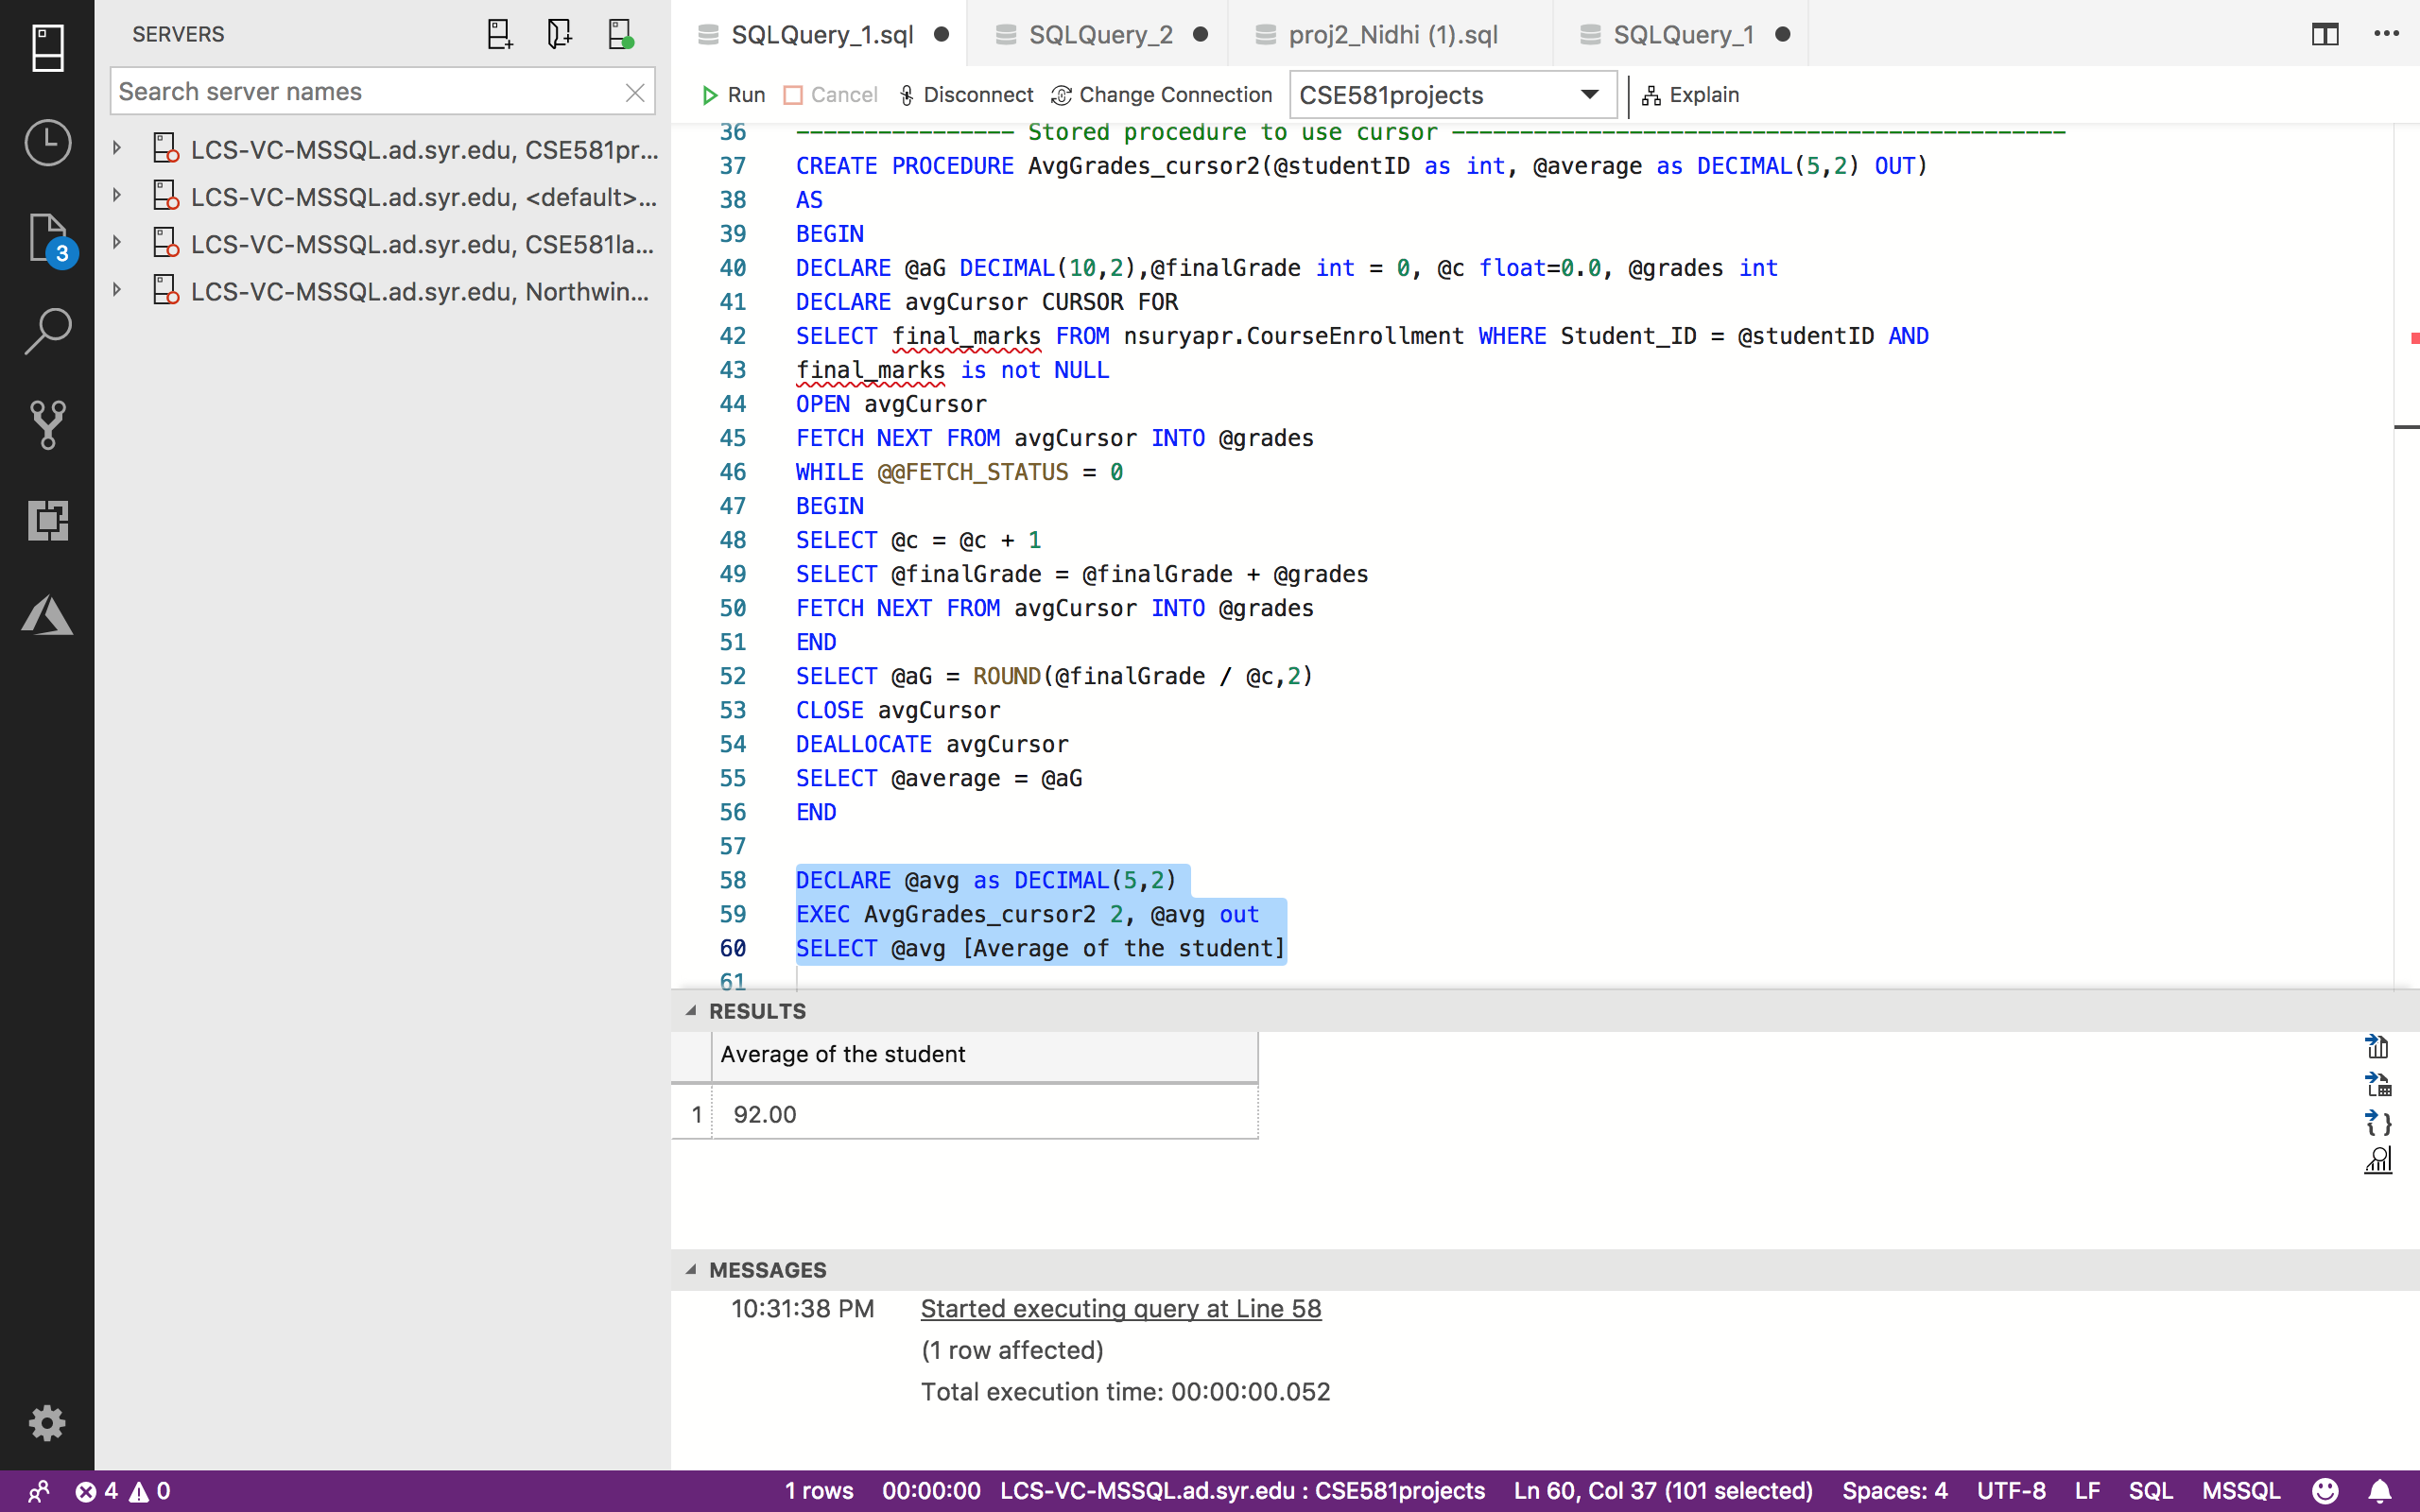 SERVERS
Search server names
LCS-VC-MSSQL.ad.syr.edu, CSE581pr...
LCS-VC-MSSQL.ad.syr.edu, <default>...
LCS-VC-MSSQL.ad.syr.edu, CSE581la...
LCS-VC-MSSQL.ad.syr.edu, Northwin...
3
SQLQuery_1.sql
SQLQuery_2
proj2_Nidhi (1).sql
SQLQuery_1
Run Cancel Disconnect Change Connection CSE581projects Explain
36 ---------------- Stored procedure to use cursor ---------------------------------------------
37 CREATE PROCEDURE AvgGrades_cursor2(@studentID as int, @average as DECIMAL(5,2) OUT)
38 AS
39 BEGIN
40 DECLARE @aG DECIMAL(10,2),@finalGrade int = 0, @c float=0.0, @grades int
41 DECLARE avgCursor CURSOR FOR
42 SELECT final_marks FROM nsuryapr.CourseEnrollment WHERE Student_ID = @studentID AND
43 final_marks is not NULL
44 OPEN avgCursor
45 FETCH NEXT FROM avgCursor INTO @grades
46 WHILE @@FETCH_STATUS = 0
47 BEGIN
48 SELECT @c = @c + 1
49 SELECT @finalGrade = @finalGrade + @grades
50 FETCH NEXT FROM avgCursor INTO @grades
51 END
52 SELECT @aG = ROUND(@finalGrade / @c,2)
53 CLOSE avgCursor
54 DEALLOCATE avgCursor
55 SELECT @average = @aG
56 END
57
58 DECLARE @avg as DECIMAL(5,2)
59 EXEC AvgGrades_cursor2 2, @avg out
60 SELECT @avg [Average of the student]
61
RESULTS
Average of the student
1 92.00
MESSAGES
10:31:38 PM Started executing query at Line 58
(1 row affected)
Total execution time: 00:00:00.052
4 0 1 rows 00:00:00 LCS-VC-MSSQL.ad.syr.edu : CSE581projects Ln 60, Col 37 (101 selected) Spaces: 4 UTF-8 LF SQL MSSQL